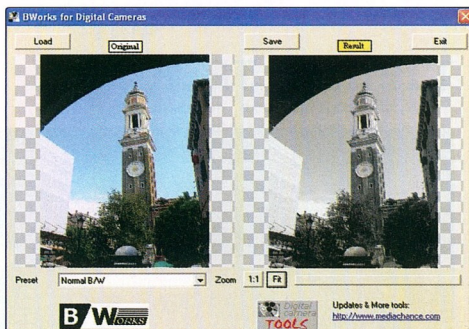 BWorks for Digital Cameras
Load
Original
Save
Result
Exit
Preset
Normal B/W
Zoom
1:1
Fit
B/WORKS
Digital
camera
TOOLS
Updates & More tools:
http://www.mediachance.com